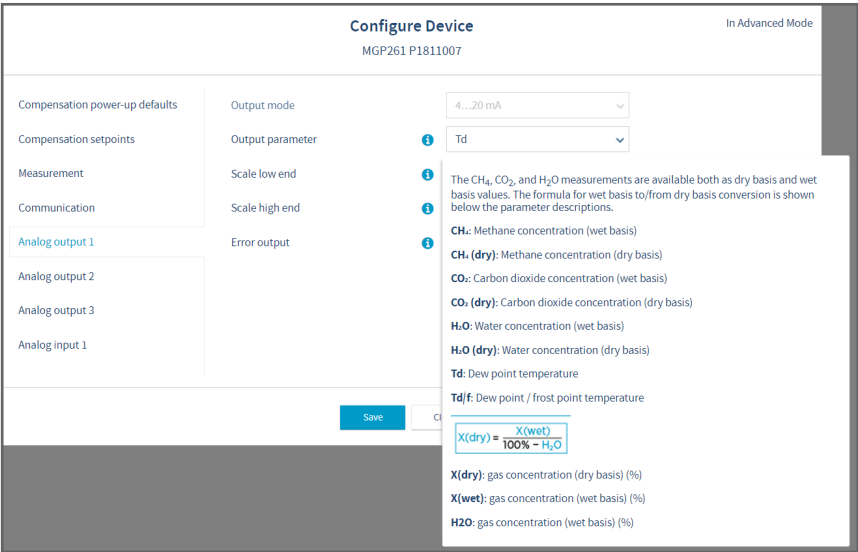 Configure Device
In Advanced Mode
MGP261 P1811007
Compensation power-up defaults
Compensation setpoints
Measurement
Communication
Analog output 1
Analog output 2
Analog output 3
Analog input 1
Output mode
4…20 mA
Output parameter
Td
Scale low end
Scale high end
Error output
Save
Cl
The CH₄, CO₂, and H₂O measurements are available both as dry basis and wet
basis values. The formula for wet basis to/from dry basis conversion is shown
below the parameter descriptions.
CH₄: Methane concentration (wet basis)
CH₄ (dry): Methane concentration (dry basis)
CO₂: Carbon dioxide concentration (wet basis)
CO₂ (dry): Carbon dioxide concentration (dry basis)
H₂O: Water concentration (wet basis)
H₂O (dry): Water concentration (dry basis)
Td: Dew point temperature
Td/f: Dew point / frost point temperature
X(dry) = X(wet) / 100% − H₂O
X(dry): gas concentration (dry basis) (%)
X(wet): gas concentration (wet basis) (%)
H2O: gas concentration (wet basis) (%)